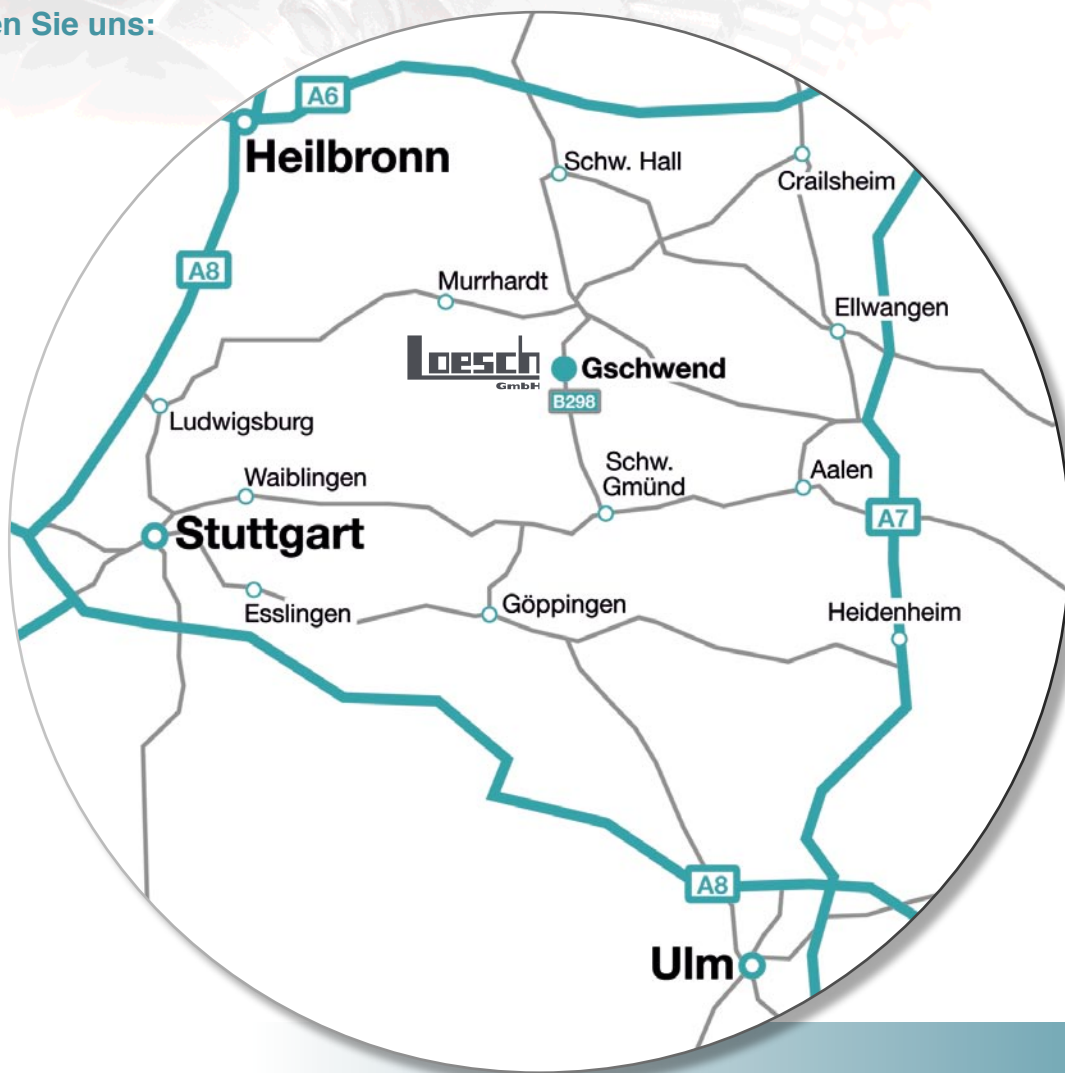 en Sie uns:
A6
Heilbronn
Schw. Hall
Crailsheim
A8
Murrhardt
Ellwangen
Loesch
GmbH
Gschwend
B298
Ludwigsburg
Waiblingen
Schw.
Gmünd
Aalen
Stuttgart
A7
Esslingen
Göppingen
Heidenheim
A8
Ulm